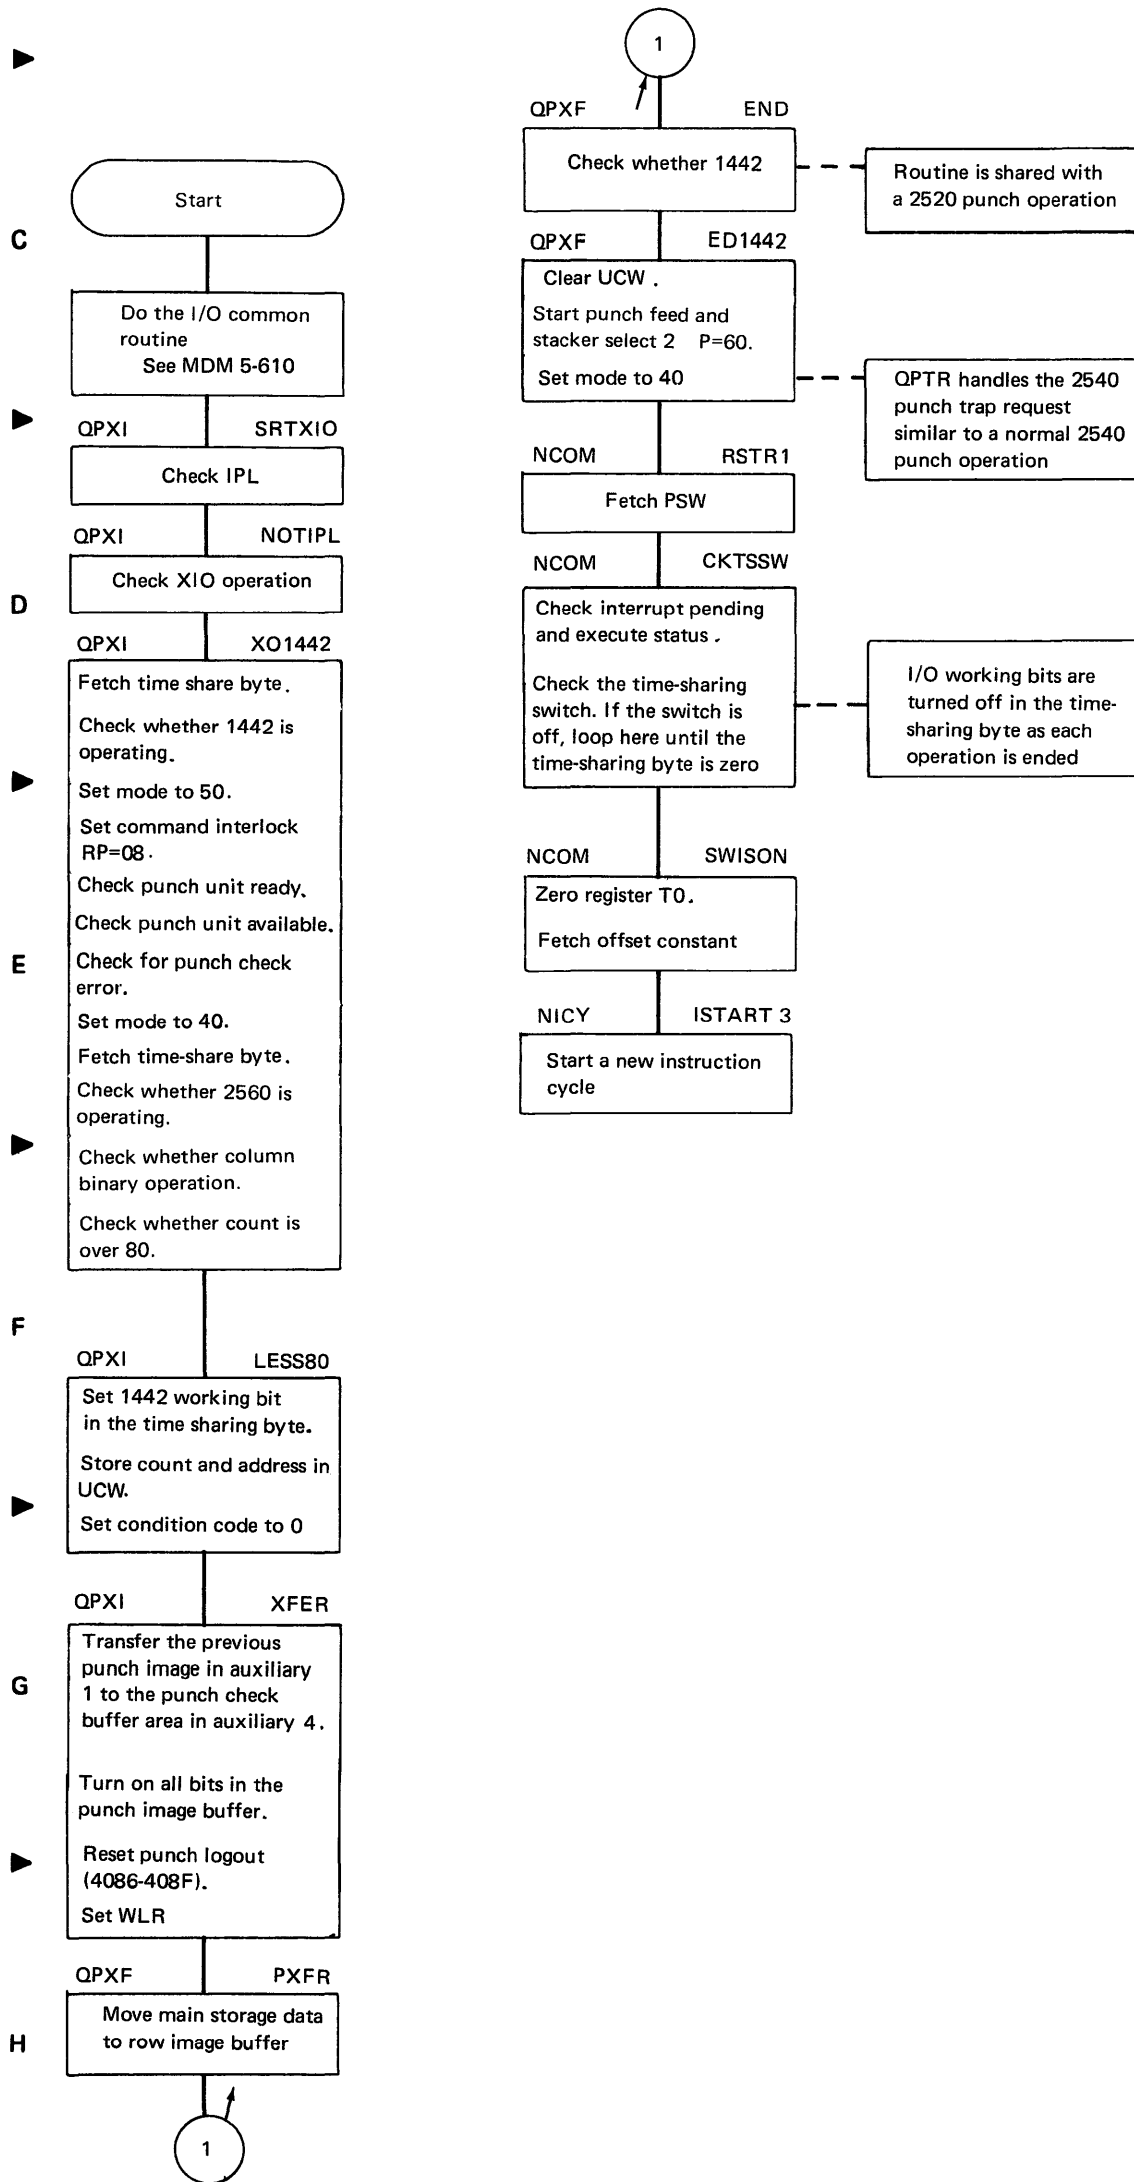 Start
C
Do the I/O common
routine
See MDM 5-610
QPXI SRTXIO
Check IPL
QPXI NOTIPL
Check XIO operation
D
QPXI XO1442
Fetch time share byte.
Check whether 1442 is
operating.
Set mode to 50.
Set command interlock
RP=08.
Check punch unit ready.
Check punch unit available.
E
Check for punch check
error.
Set mode to 40.
Fetch time-share byte.
Check whether 2560 is
operating.
Check whether column
binary operation.
Check whether count is
over 80.
F
QPXI LESS80
Set 1442 working bit
in the time sharing byte.
Store count and address in
UCW.
Set condition code to 0
QPXI XFER
Transfer the previous
punch image in auxiliary
G
1 to the punch check
buffer area in auxiliary 4.
Turn on all bits in the
punch image buffer.
Reset punch logout
(4086-408F).
Set WLR
QPXF PXFR
Move main storage data
to row image buffer
H
1
1
QPXF END
Check whether 1442
Routine is shared with
a 2520 punch operation
QPXF ED1442
Clear UCW .
Start punch feed and
stacker select 2 P=60.
Set mode to 40
QPTR handles the 2540
punch trap request
similar to a normal 2540
punch operation
NCOM RSTR1
Fetch PSW
NCOM CKTSSW
Check interrupt pending
and execute status .
Check the time-sharing
switch. If the switch is
off, loop here until the
time-sharing byte is zero
I/O working bits are
turned off in the time-
sharing byte as each
operation is ended
NCOM SWISON
Zero register T0.
Fetch offset constant
NICY ISTART 3
Start a new instruction
cycle